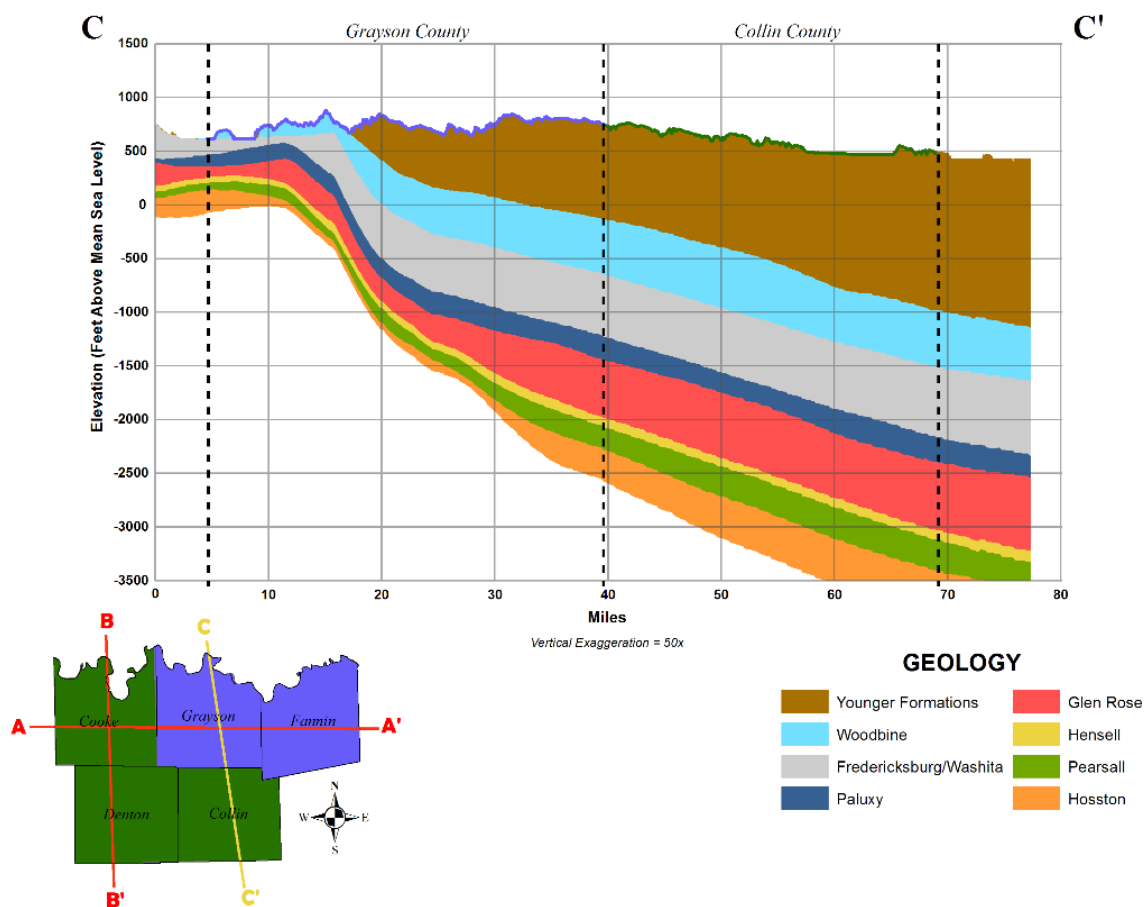 C Grayson County Collin County C'
1500
1000
500
0
-500
-1000
-1500
-2000
-2500
-3000
-3500
Elevation (Feet Above Mean Sea Level)
0 10 20 30 40 50 60 70 80
Miles
Vertical Exaggeration = 50x
B C
Cooke Grayson Fannin
A A'
Denton Collin
N
W E
S
B' C'
GEOLOGY
Younger Formations Glen Rose
Woodbine Hensell
Fredericksburg/Washita Pearsall
Paluxy Hosston